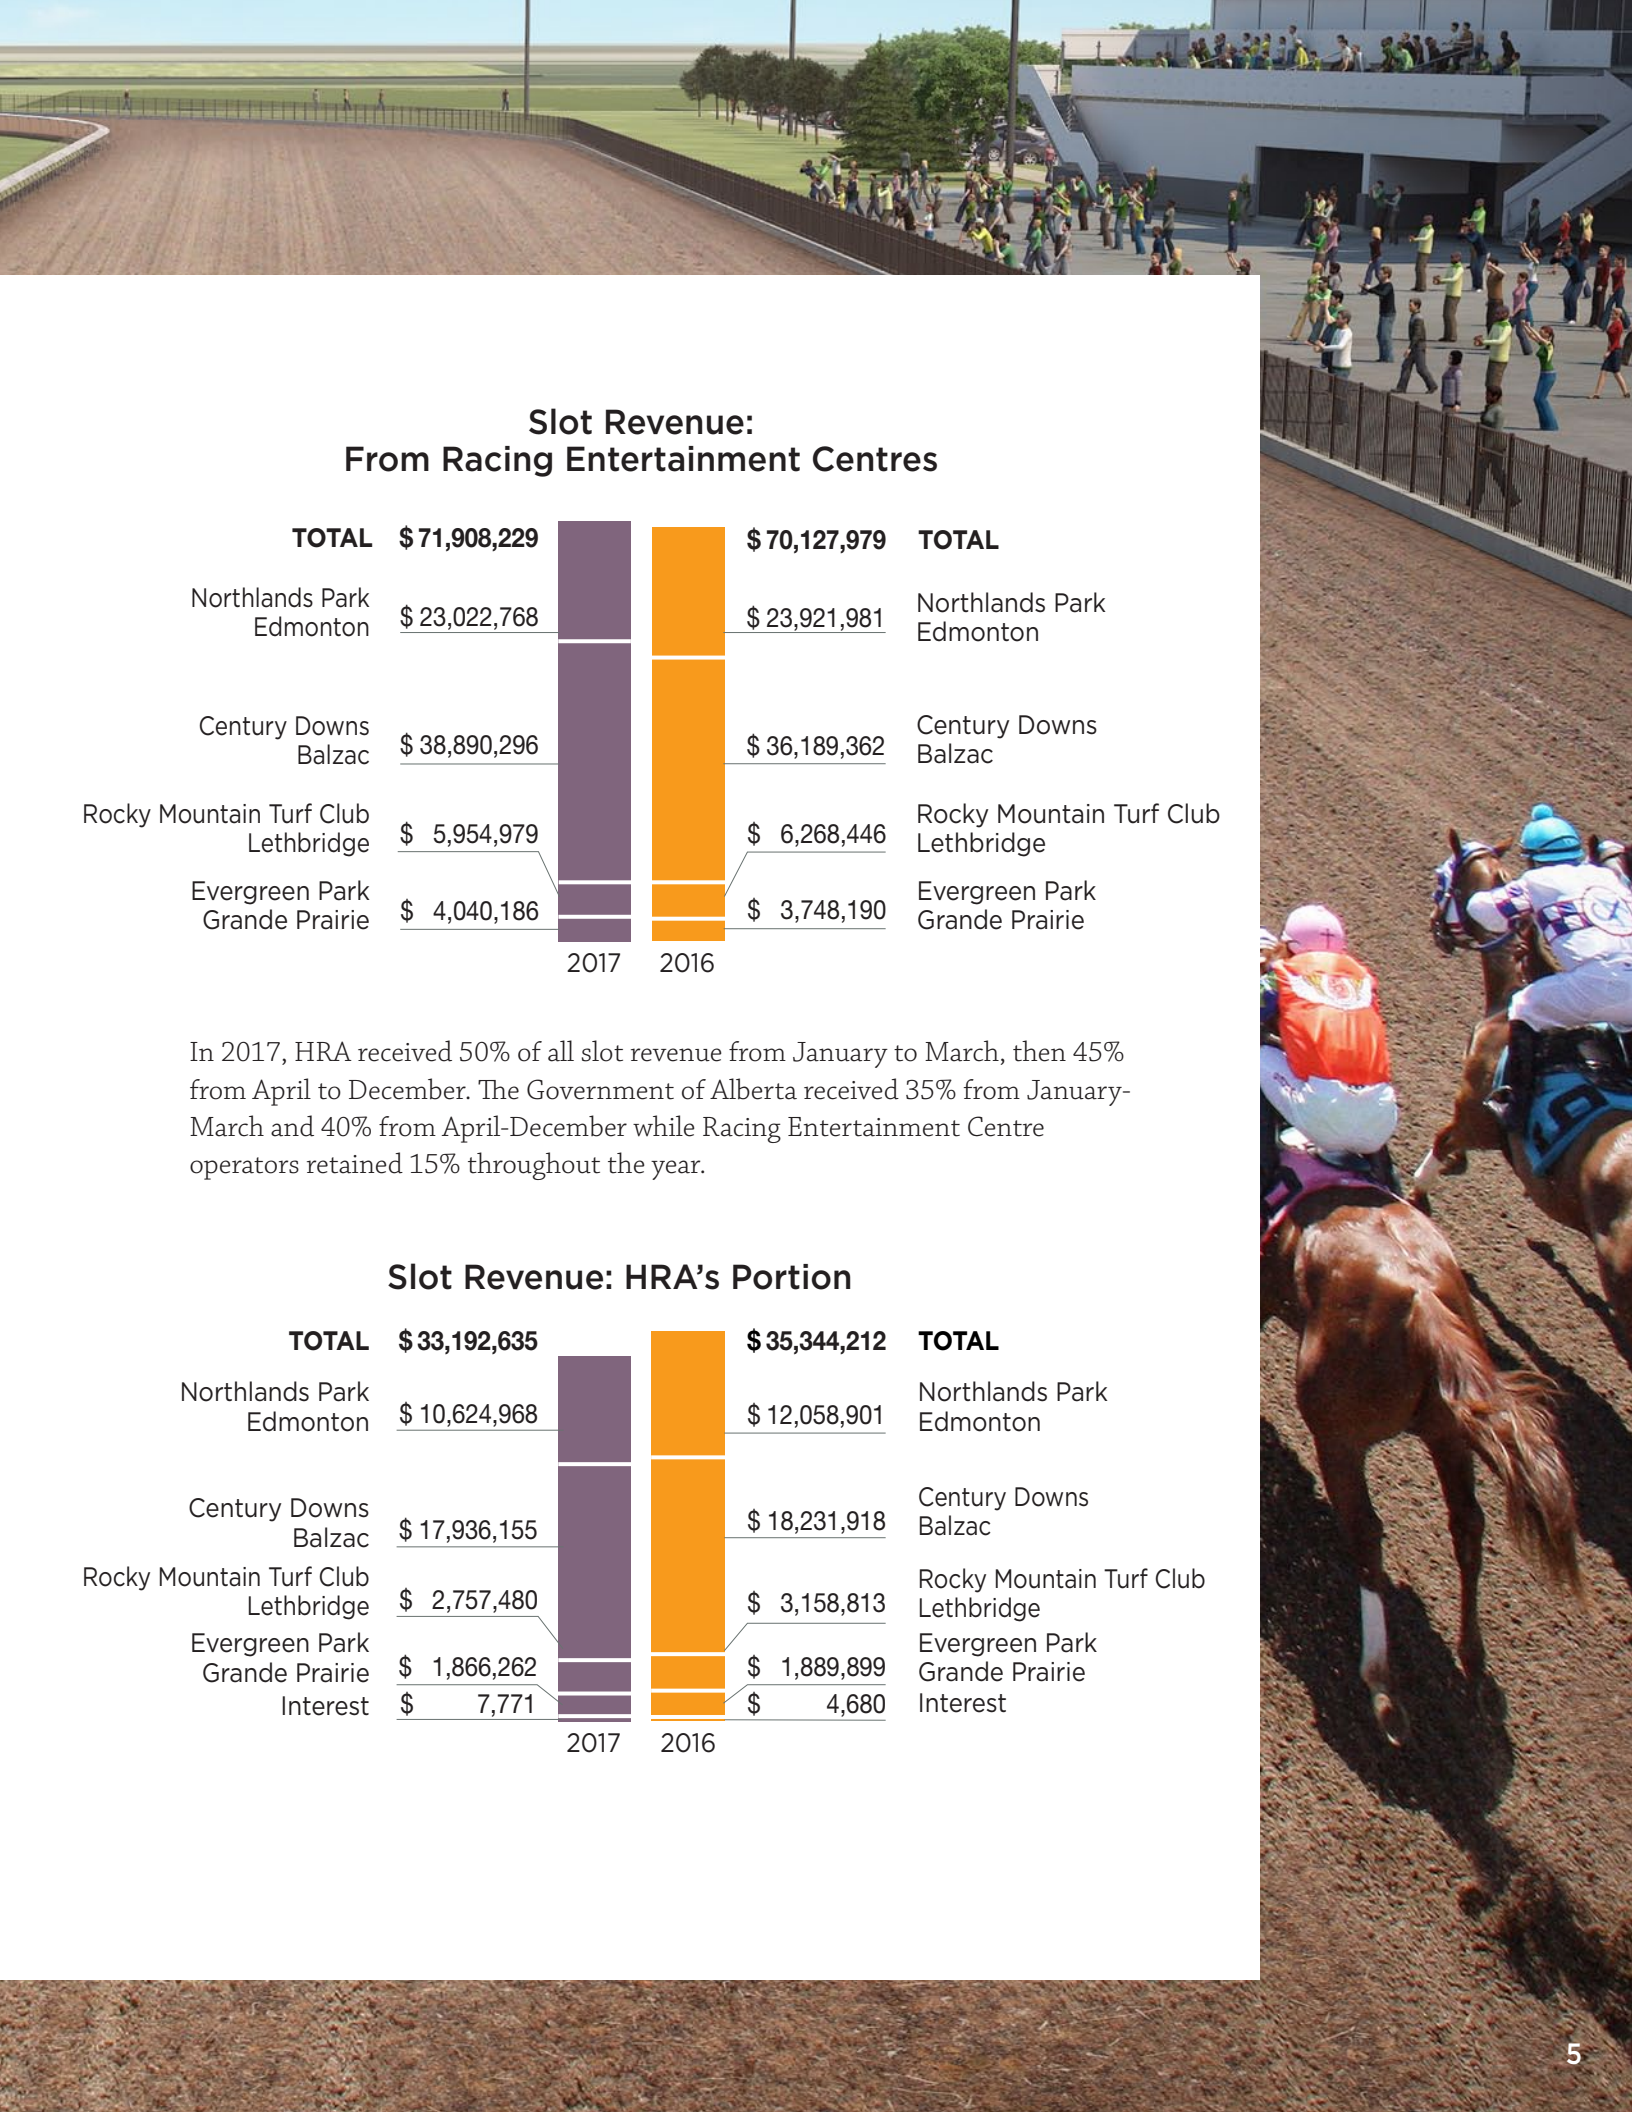 Slot Revenue:
From Racing Entertainment Centres
TOTAL $ 71,908,229
Northlands Park
Edmonton $ 23,022,768
Century Downs
Balzac $ 38,890,296
Rocky Mountain Turf Club
Lethbridge $ 5,954,979
Evergreen Park
Grande Prairie $ 4,040,186
2017
$ 70,127,979 TOTAL
$ 23,921,981 Northlands Park
Edmonton
$ 36,189,362 Century Downs
Balzac
$ 6,268,446 Rocky Mountain Turf Club
Lethbridge
$ 3,748,190 Evergreen Park
Grande Prairie
2016
In 2017, HRA received 50% of all slot revenue from January to March, then 45%
from April to December. The Government of Alberta received 35% from January-
March and 40% from April-December while Racing Entertainment Centre
operators retained 15% throughout the year.
Slot Revenue: HRA’s Portion
TOTAL $ 33,192,635
Northlands Park
Edmonton $ 10,624,968
Century Downs
Balzac $ 17,936,155
Rocky Mountain Turf Club
Lethbridge $ 2,757,480
Evergreen Park
Grande Prairie $ 1,866,262
Interest $ 7,771
2017
$ 35,344,212 TOTAL
$ 12,058,901 Northlands Park
Edmonton
$ 18,231,918 Century Downs
Balzac
$ 3,158,813 Rocky Mountain Turf Club
Lethbridge
$ 1,889,899 Evergreen Park
Grande Prairie
$ 4,680 Interest
2016
5